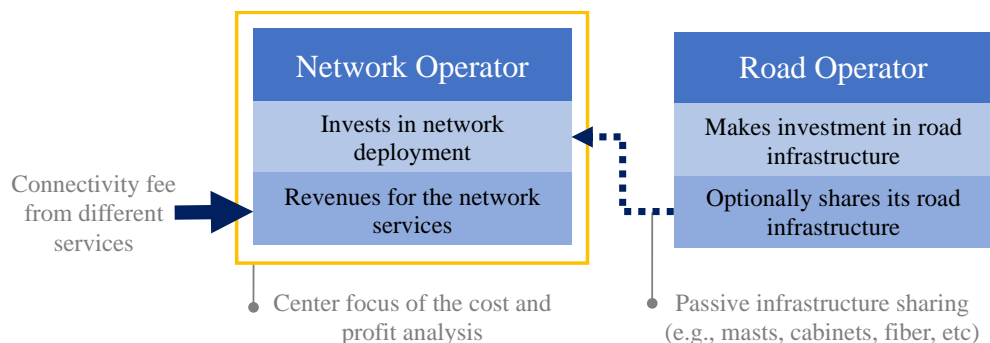 Network Operator
Invests in network
deployment
Revenues for the network
services
Road Operator
Makes investment in road
infrastructure
Optionally shares its road
infrastructure
Connectivity fee
from different
services
Center focus of the cost and
profit analysis
Passive infrastructure sharing
(e.g., masts, cabinets, fiber, etc)